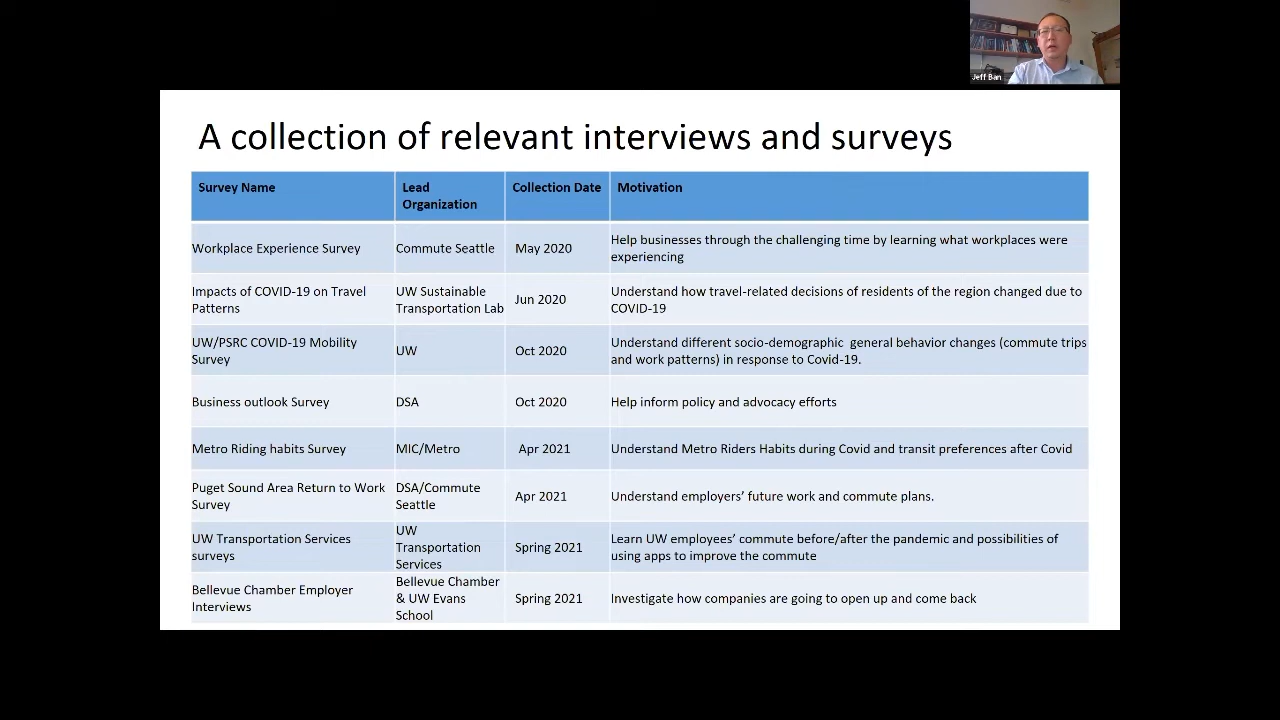 Jeff Ban
A collection of relevant interviews and surveys
Survey Name
Lead
Organization
Collection Date
Motivation
Workplace Experience Survey
Commute Seattle
May 2020
Help businesses through the challenging time by learning what workplaces were
experiencing
Impacts of COVID-19 on Travel
Patterns
UW Sustainable
Transportation Lab
Jun 2020
Understand how travel-related decisions of residents of the region changed due to
COVID-19
UW/PSRC COVID-19 Mobility
Survey
UW
Oct 2020
Understand different socio-demographic  general behavior changes (commute trips
and work patterns) in response to Covid-19.
Business outlook Survey
DSA
Oct 2020
Help inform policy and advocacy efforts
Metro Riding habits Survey
MIC/Metro
Apr 2021
Understand Metro Riders Habits during Covid and transit preferences after Covid
Puget Sound Area Return to Work
Survey
DSA/Commute
Seattle
Apr 2021
Understand employers’ future work and commute plans.
UW Transportation Services
surveys
UW
Transportation
Services
Spring 2021
Learn UW employees’ commute before/after the pandemic and possibilities of
using apps to improve the commute
Bellevue Chamber Employer
Interviews
Bellevue Chamber
& UW Evans
School
Spring 2021
Investigate how companies are going to open up and come back